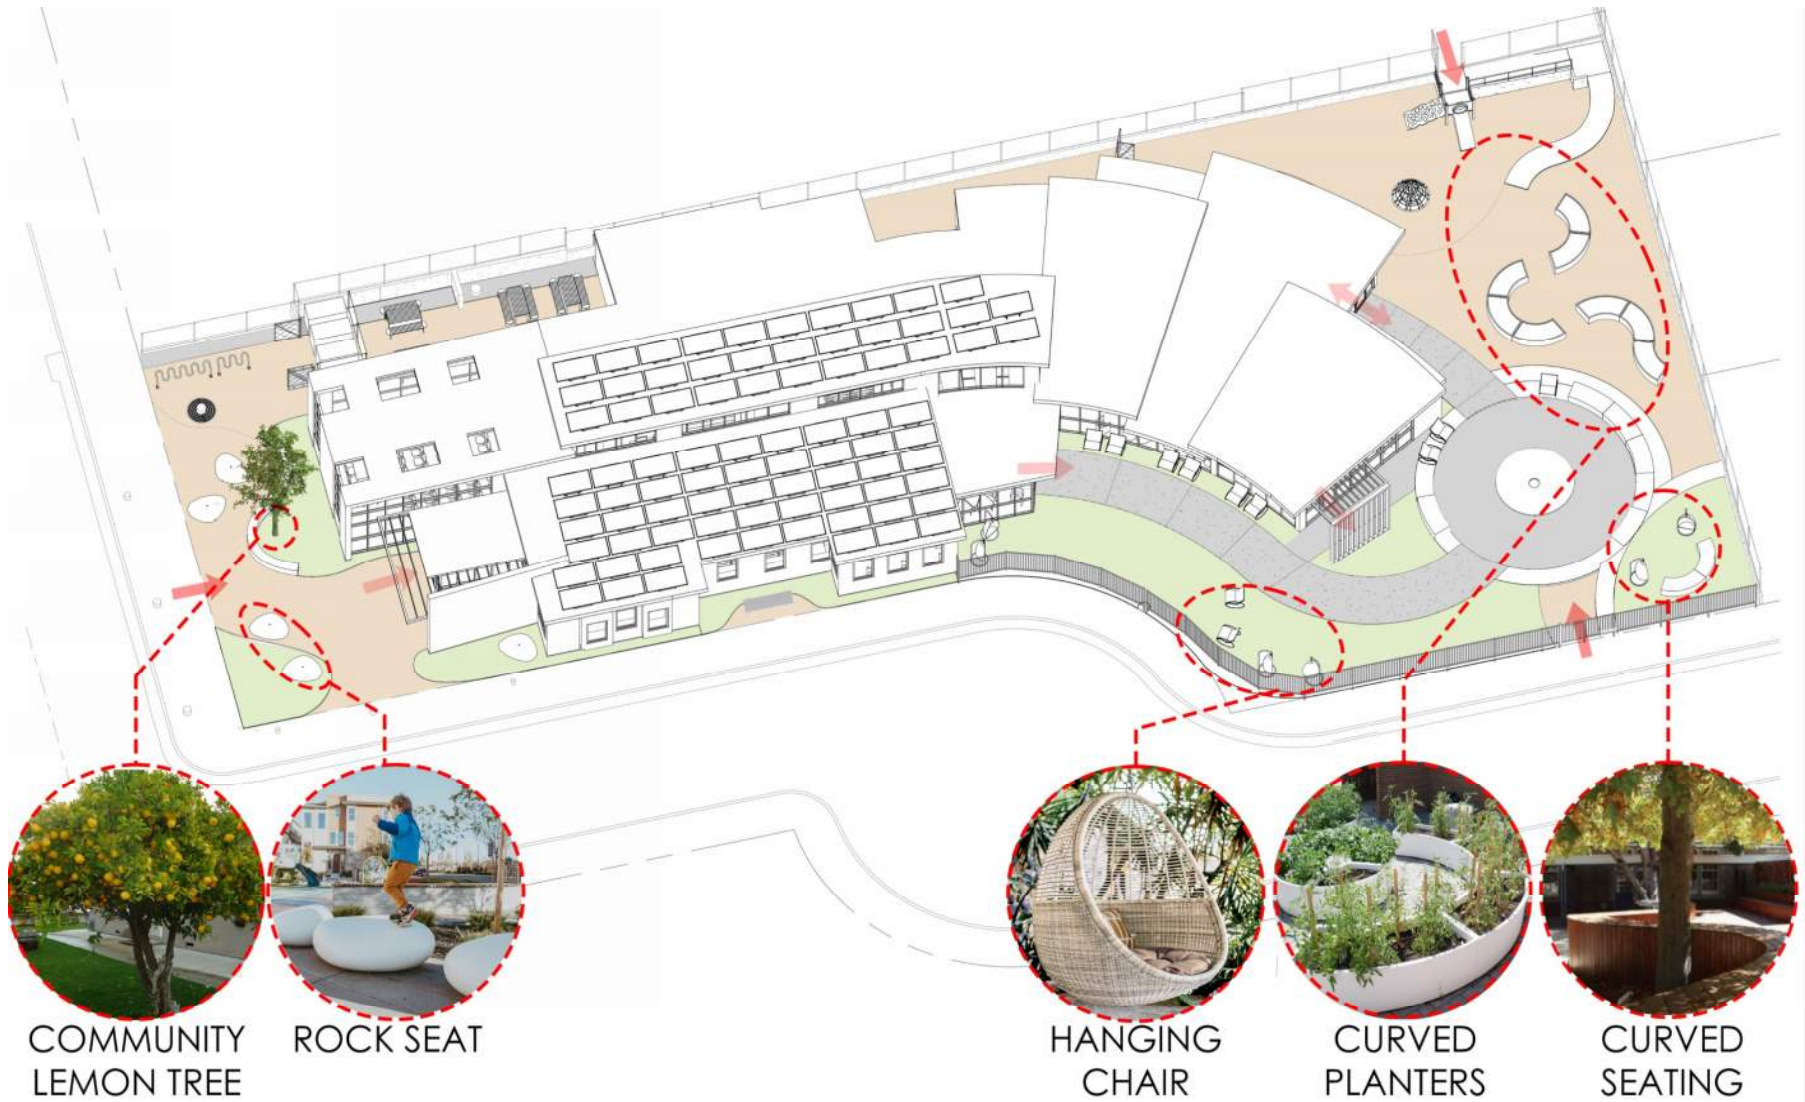 COMMUNITY
LEMON TREE
ROCK SEAT
HANGING
CHAIR
CURVED
PLANTERS
CURVED
SEATING